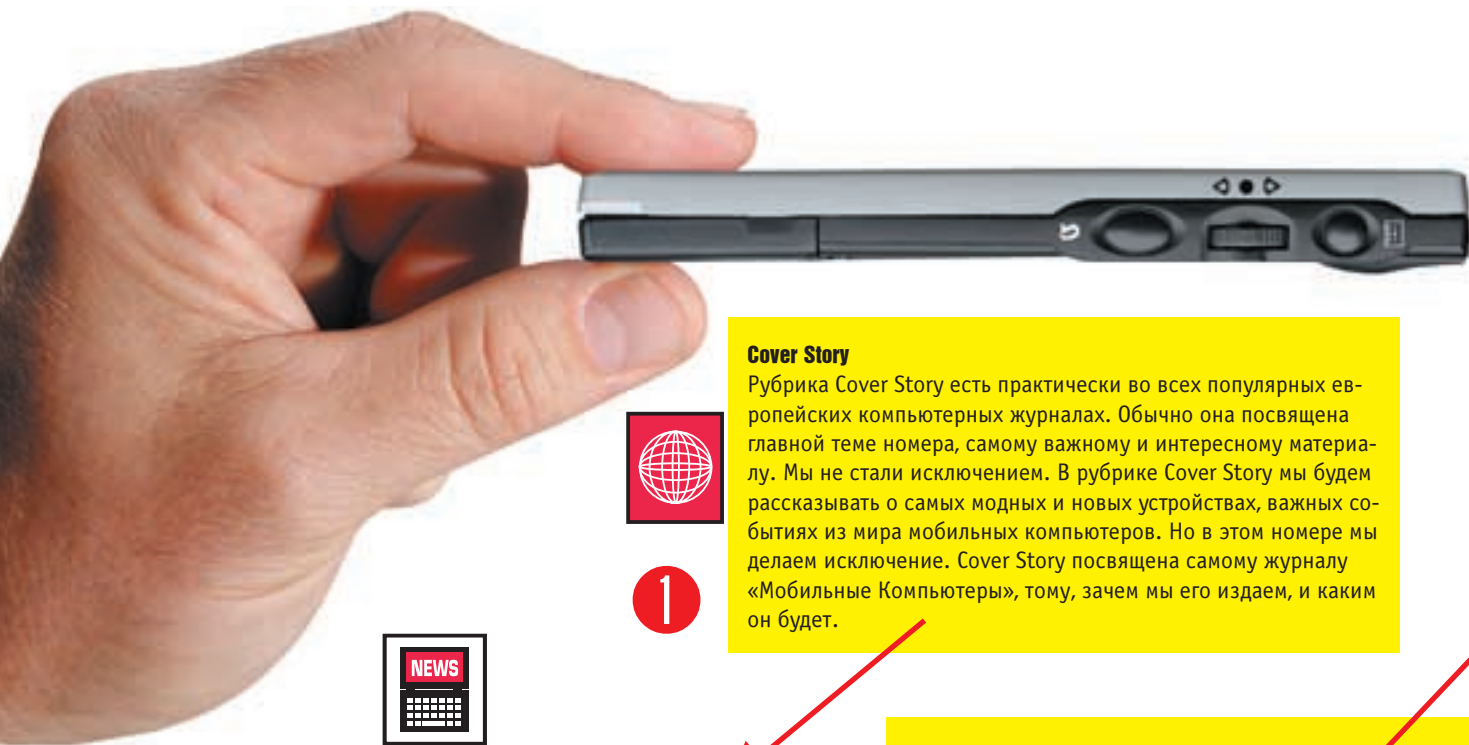 Cover Story
Рубрика Cover Story есть практически во всех популярных ев-
ропейских компьютерных журналах. Обычно она посвящена
главной теме номера, самому важному и интересному материа-
лу. Мы не стали исключением. В рубрике Cover Story мы будем
рассказывать о самых модных и новых устройствах, важных со-
бытиях из мира мобильных компьютеров. Но в этом номере мы
делаем исключение. Cover Story посвящена самому журналу
«Мобильные Компьютеры», тому, зачем мы его издаем, и каким
он будет.
1
NEWS